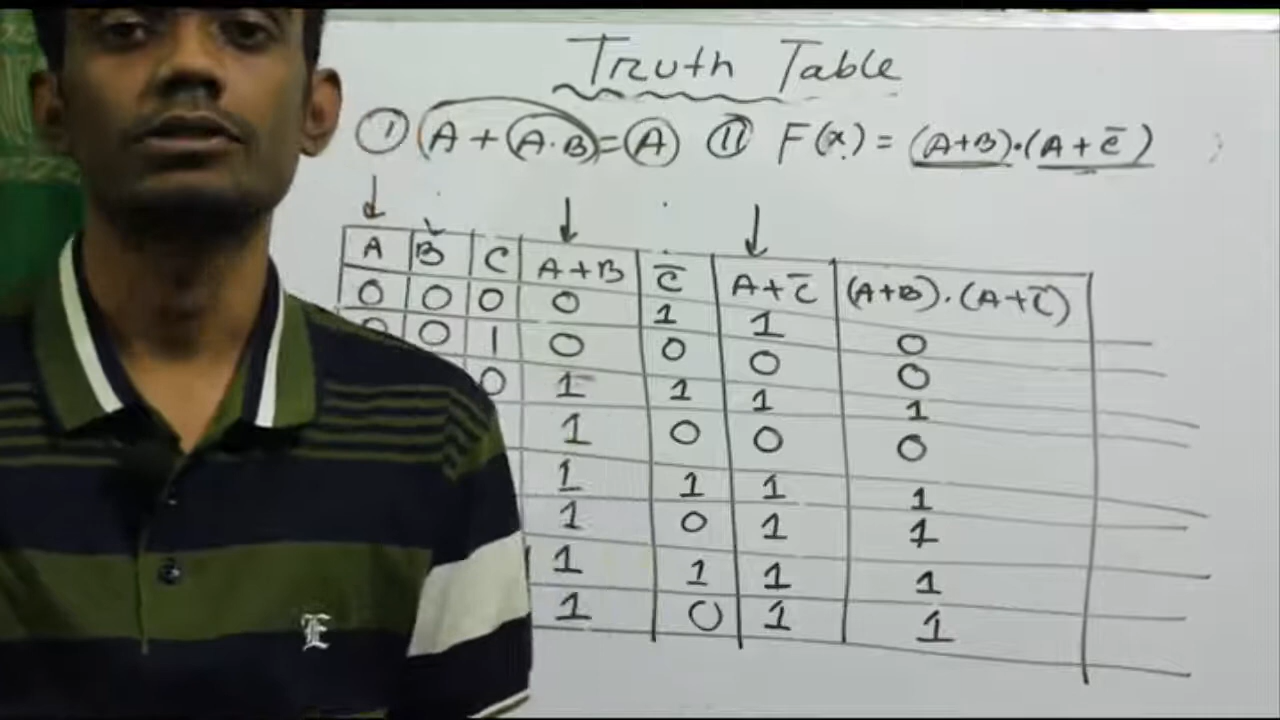 Truth Table
① (A + (A·B)) = A ② F(x) = (A+B)·(A+C̅)
A B C A+B C̅ A+C̅ (A+B)·(A+C̅)
0 0 0 0 1 1 0
0 0 1 0 0 0 0
0 1 1 1 1
1 0 0 0
1 1 1 1
1 0 1 1
1 1 1 1
1 0 1 1
E